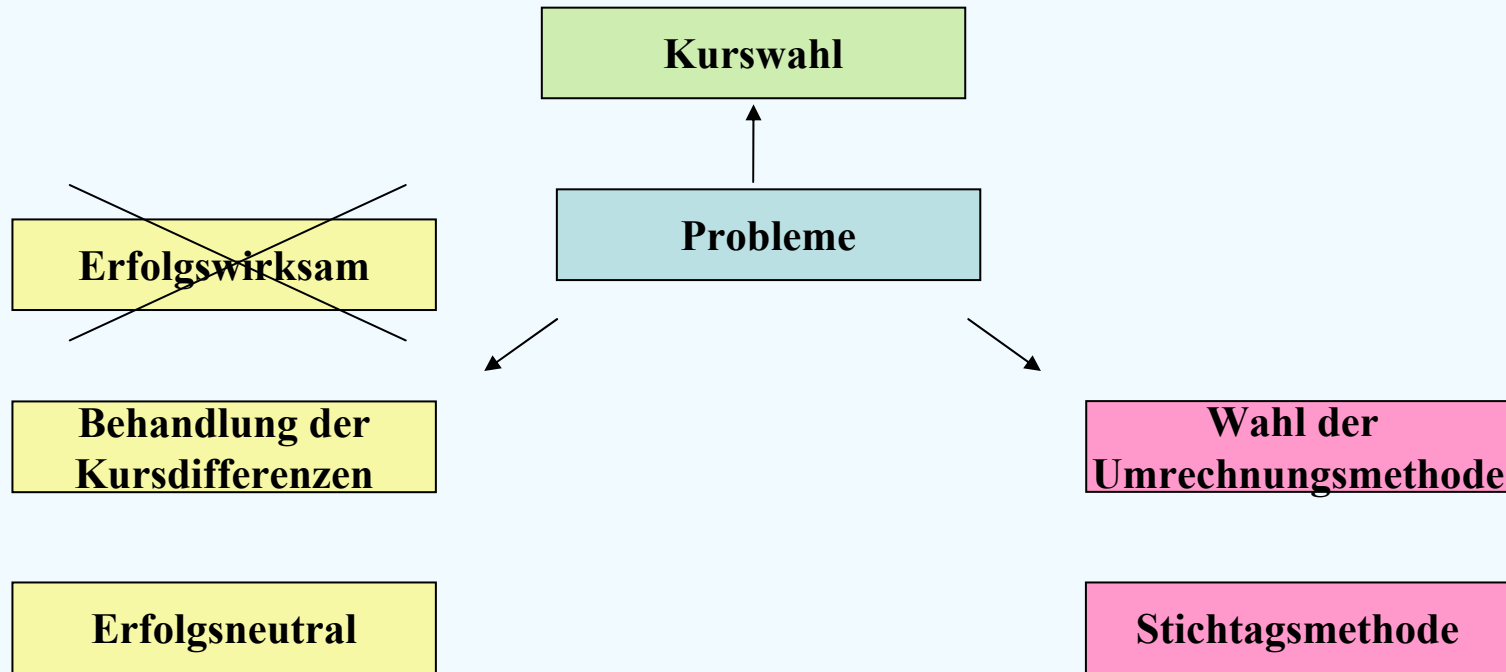 Kurswahl
Probleme
Erfolgswirksam
Behandlung der
Kursdifferenzen
Wahl der
Umrechnungsmethode
Erfolgsneutral
Stichtagsmethode